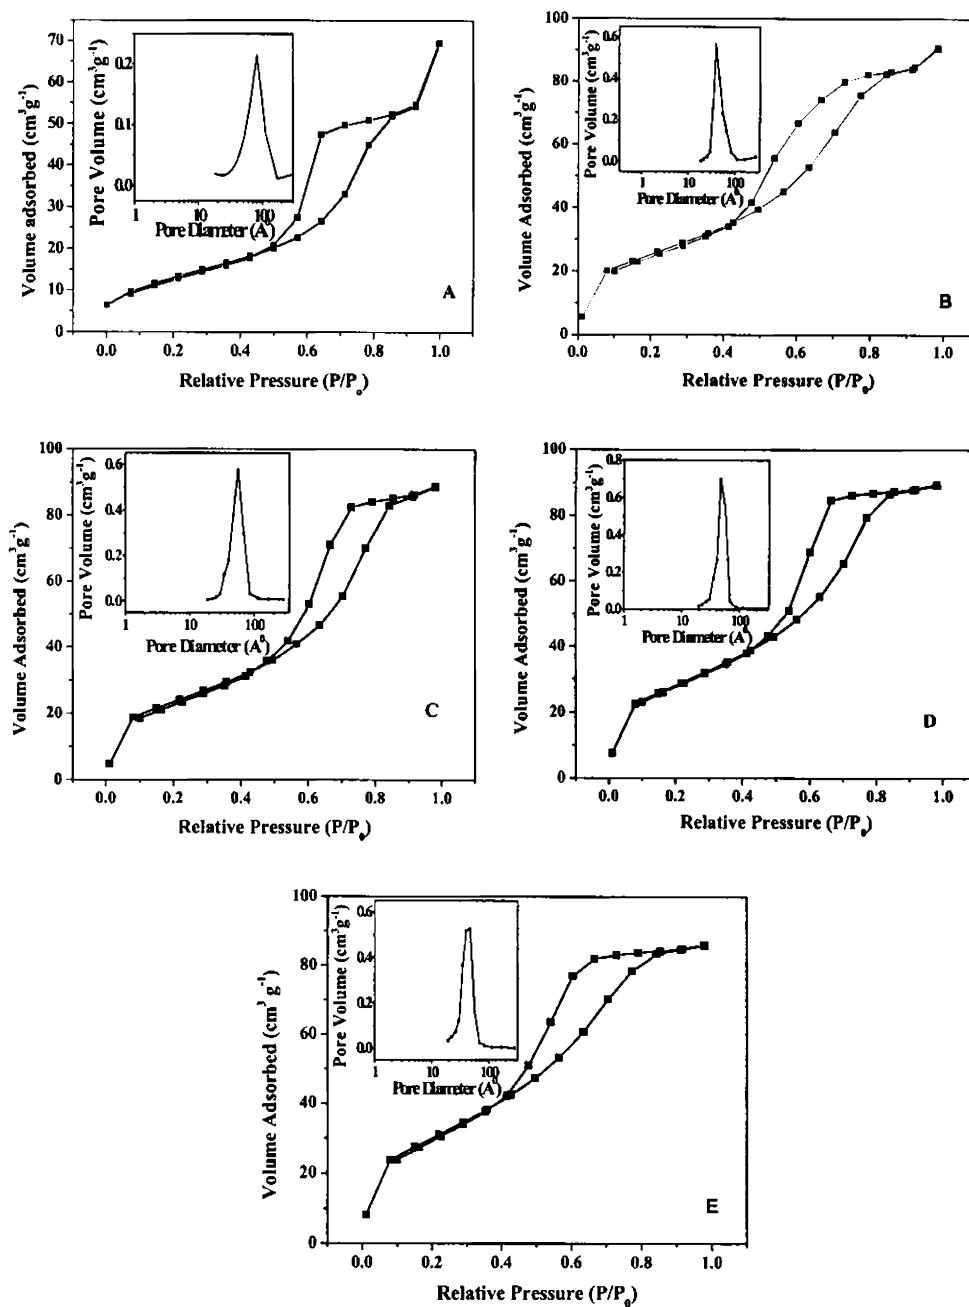 70
60
50
40
30
20
10
0
0.0 0.2 0.4 0.6 0.8 1.0
Volume adsorbed (cm³g⁻¹)
Relative Pressure (P/Pₒ)
0.2
0.1
0.0
1 10 100
Pore Volume (cm³g⁻¹)
Pore Diameter (A⁰)
A
100
80
60
40
20
0
0.0 0.2 0.4 0.6 0.8 1.0
Volume Adsorbed (cm³g⁻¹)
Relative Pressure (P/P₀)
0.6
0.4
0.2
0.0
1 10 100
Pore Volume (cm³g⁻¹)
Pore Diameter (A⁰)
B
100
80
60
40
20
0
0.0 0.2 0.4 0.6 0.8 1.0
Volume Adsorbed (cm³g⁻¹)
Relative Pressure (P/P₀)
0.6
0.4
0.2
0.0
1 10 100
Pore Volume (cm³g⁻¹)
Pore Diameter (A⁰)
C
100
80
60
40
20
0
0.0 0.2 0.4 0.6 0.8 1.0
Volume Adsorbed (cm³g⁻¹)
Relative Pressure (P/P₀)
0.8
0.6
0.4
0.2
0.0
1 10 100
Pore Volume (cm³g⁻¹)
Pore Diameter (A⁰)
D
100
80
60
40
20
0
0.0 0.2 0.4 0.6 0.8 1.0
Volume Adsorbed (cm³ g⁻¹)
Relative Pressure (P/P₀)
0.6
0.4
0.2
0.0
1 10 100
Pore Volume (cm³g⁻¹)
Pore Diameter (A⁰)
E